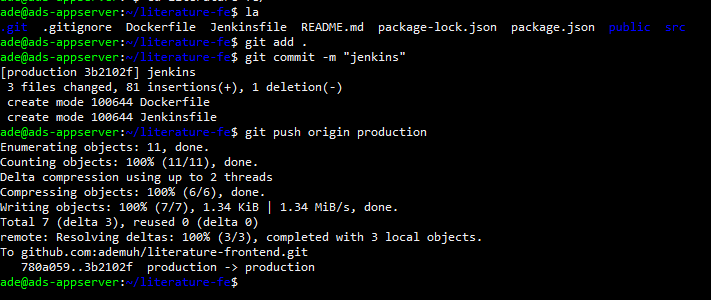 ade@ads-appserver:~/literature-fe$ la
.git .gitignore Dockerfile Jenkinsfile README.md package-lock.json package.json public src
ade@ads-appserver:~/literature-fe$ git add .
ade@ads-appserver:~/literature-fe$ git commit -m "jenkins"
[production 3b2102f] jenkins
3 files changed, 81 insertions(+), 1 deletion(-)
create mode 100644 Dockerfile
create mode 100644 Jenkinsfile
ade@ads-appserver:~/literature-fe$ git push origin production
Enumerating objects: 11, done.
Counting objects: 100% (11/11), done.
Delta compression using up to 2 threads
Compressing objects: 100% (6/6), done.
Writing objects: 100% (7/7), 1.34 KiB | 1.34 MiB/s, done.
Total 7 (delta 3), reused 0 (delta 0)
remote: Resolving deltas: 100% (3/3), completed with 3 local objects.
To github.com:ademuh/literature-frontend.git
780a059..3b2102f production -> production
ade@ads-appserver:~/literature-fe$